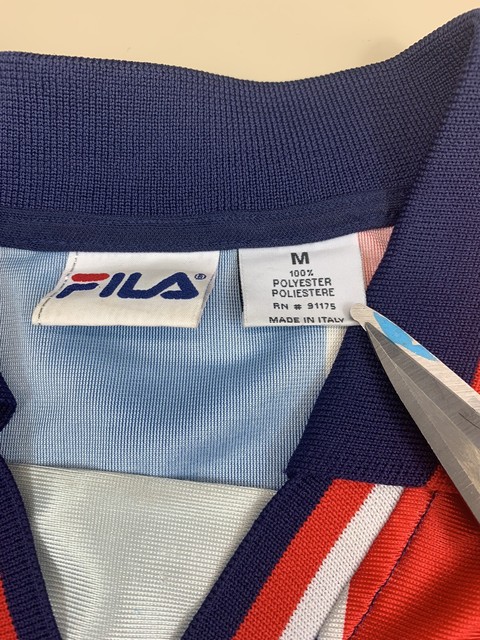 FILA®
M
100%
POLYESTER
POLIESTERE
RN # 91175
MADE IN ITALY